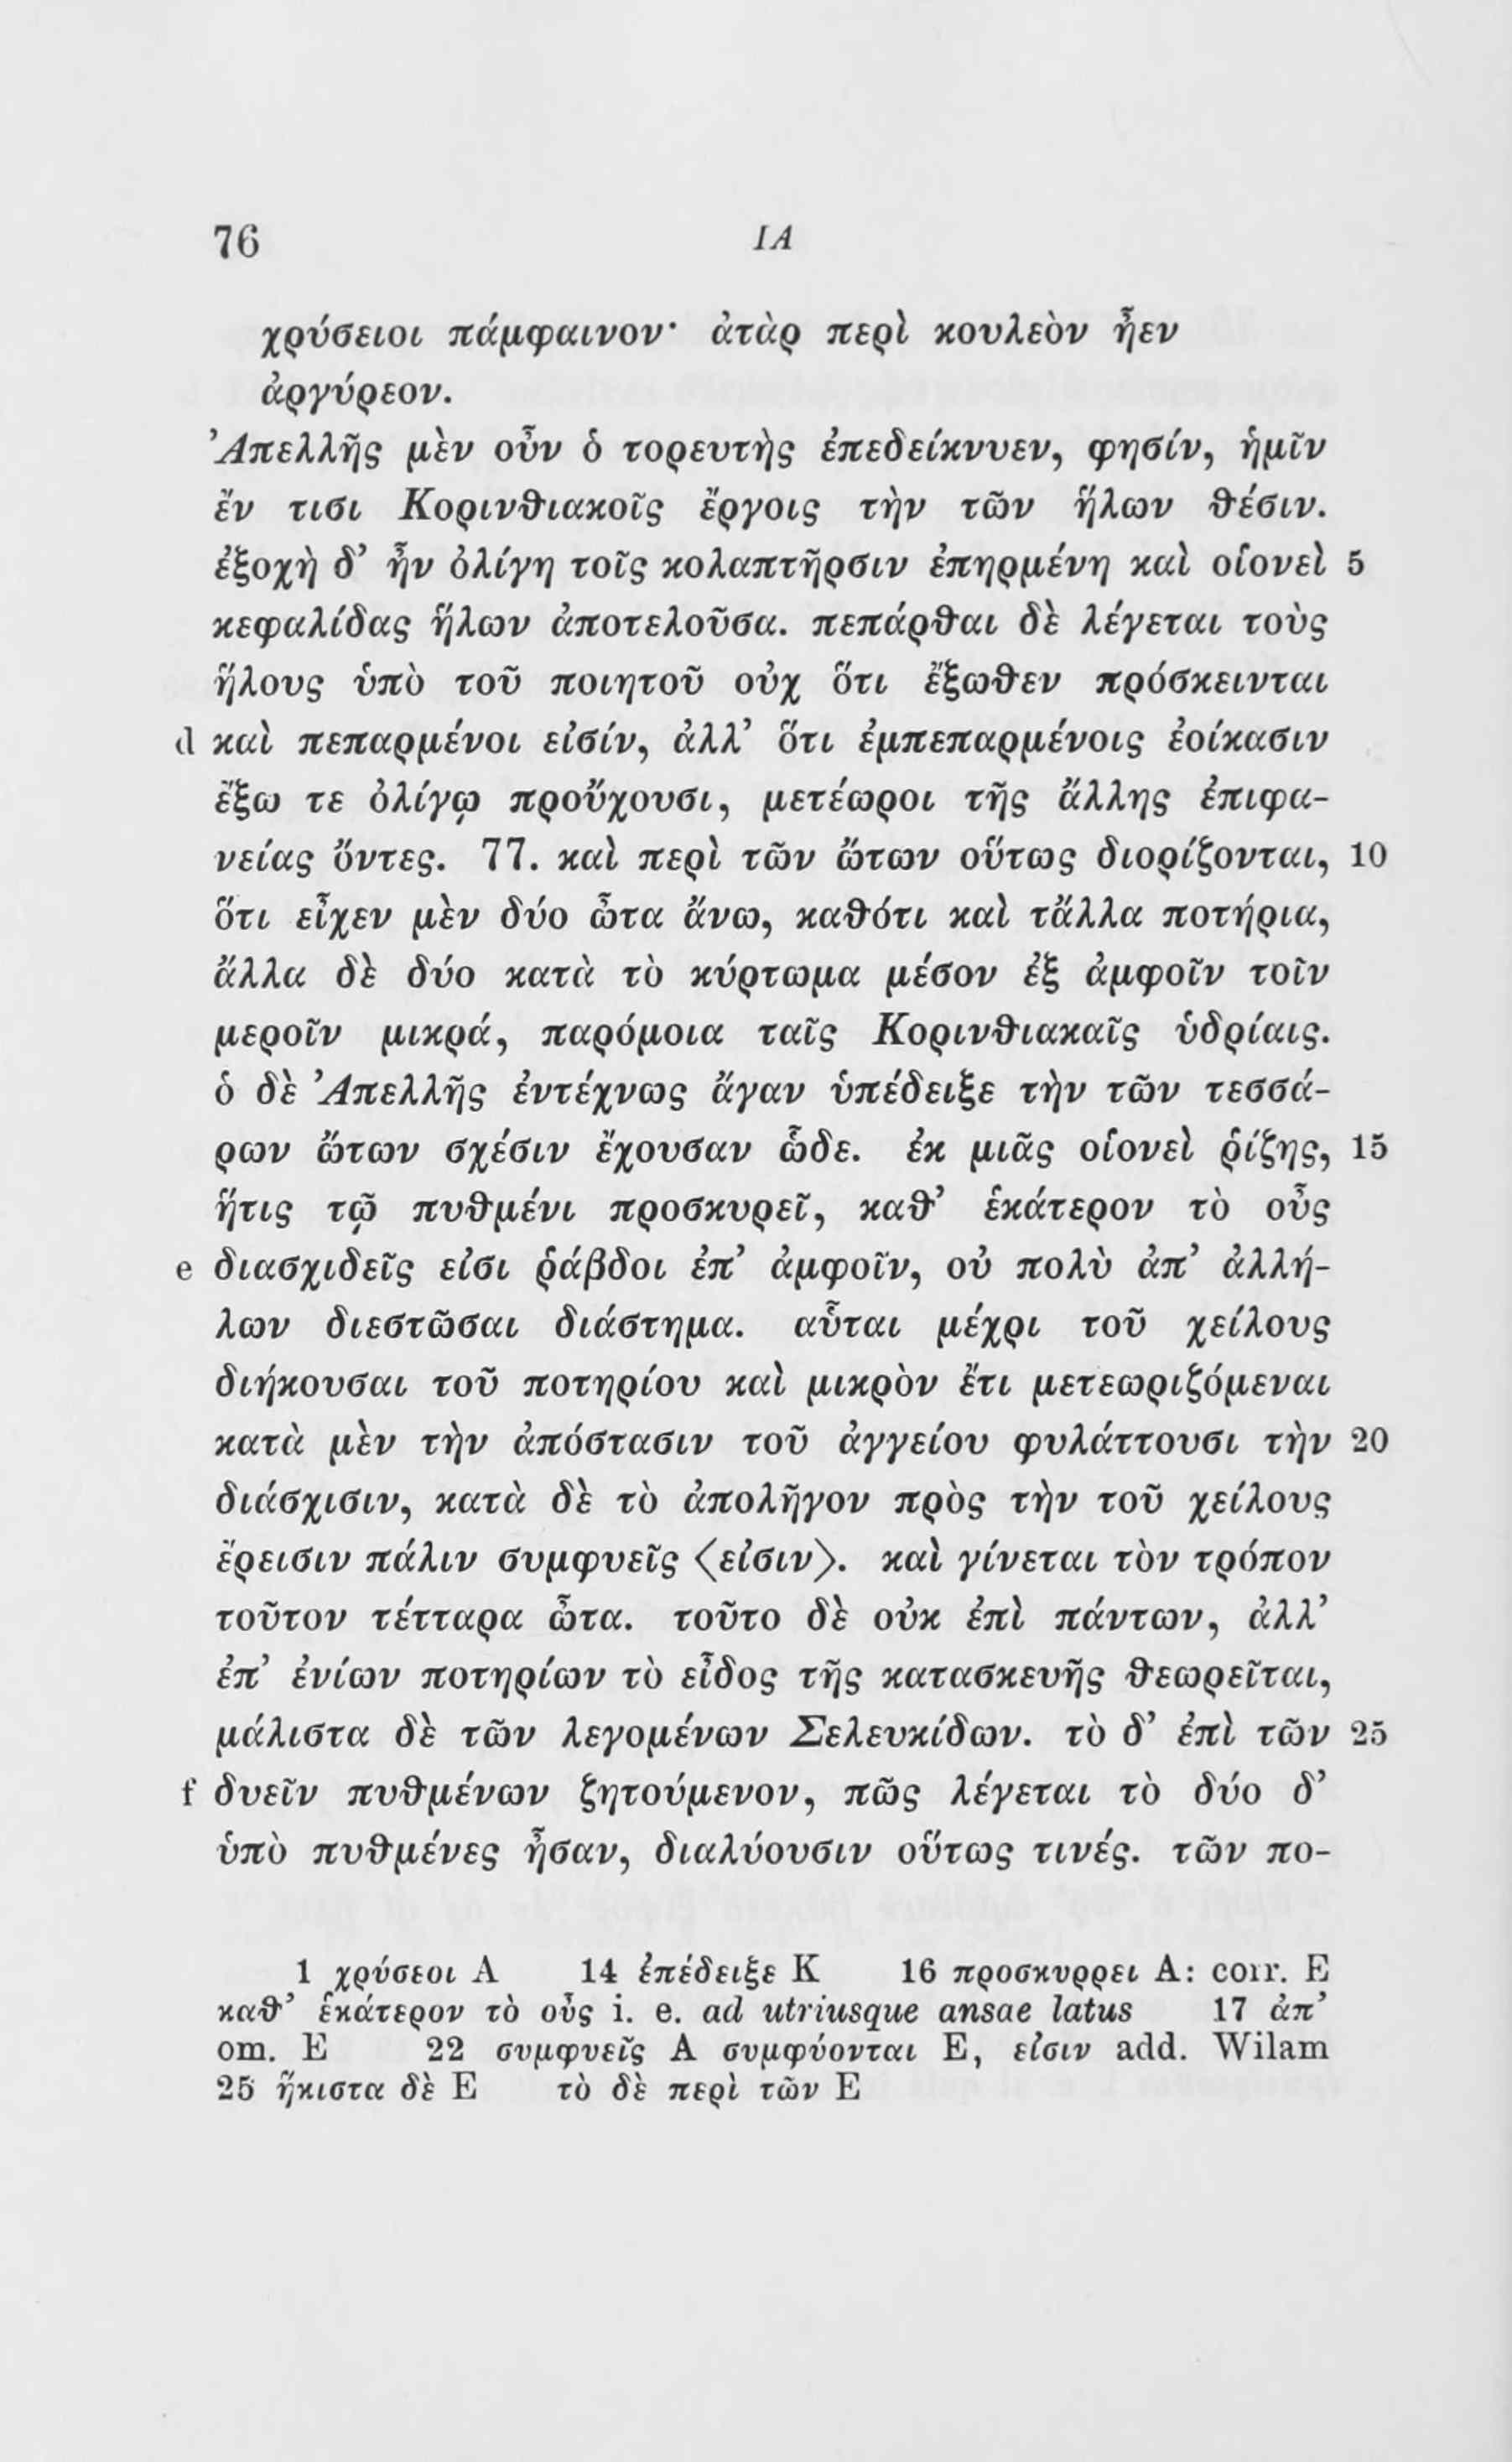 76 ΙΑ
χρύσειοι πάμφαινον· ἀτὰρ περὶ κουλεὸν ἦεν
ἀργύρεον.
Ἀπελλῆς μὲν οὖν ὁ τορευτὴς ἐπεδείκνυεν, φησίν, ἡμῖν
ἔν τισι Κορινθιακοῖς ἔργοις τὴν τῶν ἥλων θέσιν.
ἐξοχὴ δ’ ἦν ὀλίγη τοῖς κολαπτῆρσιν ἐπηρμένη καὶ οἱονεὶ 5
κεφαλίδας ἥλων ἀποτελοῦσα. πεπάρθαι δὲ λέγεται τοὺς
ἥλους ὑπὸ τοῦ ποιητοῦ οὐχ ὅτι ἔξωθεν πρόσκεινται
d καὶ πεπαρμένοι εἰσίν, ἀλλ’ ὅτι ἐμπεπαρμένοις ἐοίκασιν
ἔξω τε ὀλίγῳ προὔχουσι, μετέωροι τῆς ἄλλης ἐπιφα-
νείας ὄντες. 77. καὶ περὶ τῶν ὤτων οὕτως διορίζονται, 10
ὅτι εἶχεν μὲν δύο ὦτα ἄνω, καθότι καὶ τἄλλα ποτήρια,
ἄλλα δὲ δύο κατὰ τὸ κύρτωμα μέσον ἐξ ἀμφοῖν τοῖν
μεροῖν μικρά, παρόμοια ταῖς Κορινθιακαῖς ὑδρίαις.
ὁ δὲ Ἀπελλῆς ἐντέχνως ἄγαν ὑπέδειξε τὴν τῶν τεσσά-
ρων ὤτων σχέσιν ἔχουσαν ὧδε. ἐκ μιᾶς οἱονεὶ ῥίζης, 15
ἥτις τῷ πυθμένι προσκυρεῖ, καθ’ ἑκάτερον τὸ οὖς
e διασχιδεῖς εἰσι ῥάβδοι ἐπ’ ἀμφοῖν, οὐ πολὺ ἀπ’ ἀλλή-
λων διεστῶσαι διάστημα. αὗται μέχρι τοῦ χείλους
διήκουσαι τοῦ ποτηρίου καὶ μικρὸν ἔτι μετεωριζόμεναι
κατὰ μὲν τὴν ἀπόστασιν τοῦ ἀγγείου φυλάττουσι τὴν 20
διάσχισιν, κατὰ δὲ τὸ ἀπολῆγον πρὸς τὴν τοῦ χείλους
ἔρεισιν πάλιν συμφυεῖς ⟨εἰσιν⟩. καὶ γίνεται τὸν τρόπον
τοῦτον τέτταρα ὦτα. τοῦτο δὲ οὐκ ἐπὶ πάντων, ἀλλ’
ἐπ’ ἐνίων ποτηρίων τὸ εἶδος τῆς κατασκευῆς θεωρεῖται,
μάλιστα δὲ τῶν λεγομένων Σελευκίδων. τὸ δ’ ἐπὶ τῶν 25
f δυεῖν πυθμένων ζητούμενον, πῶς λέγεται τὸ δύο δ’
ὑπὸ πυθμένες ἦσαν, διαλύουσιν οὕτως τινές. τῶν πο-
1 χρύσεοι A 14 ἐπέδειξε K 16 προσκυρρει A: corr. E
καθ’ ἑκάτερον τὸ οὖς i. e. ad utriusque ansae latus 17 ἀπ’
om. E 22 συμφυεῖς A συμφύονται E, εἰσιν add. Wilam
25 ἥκιστα δὲ E τὸ δὲ περὶ τῶν E